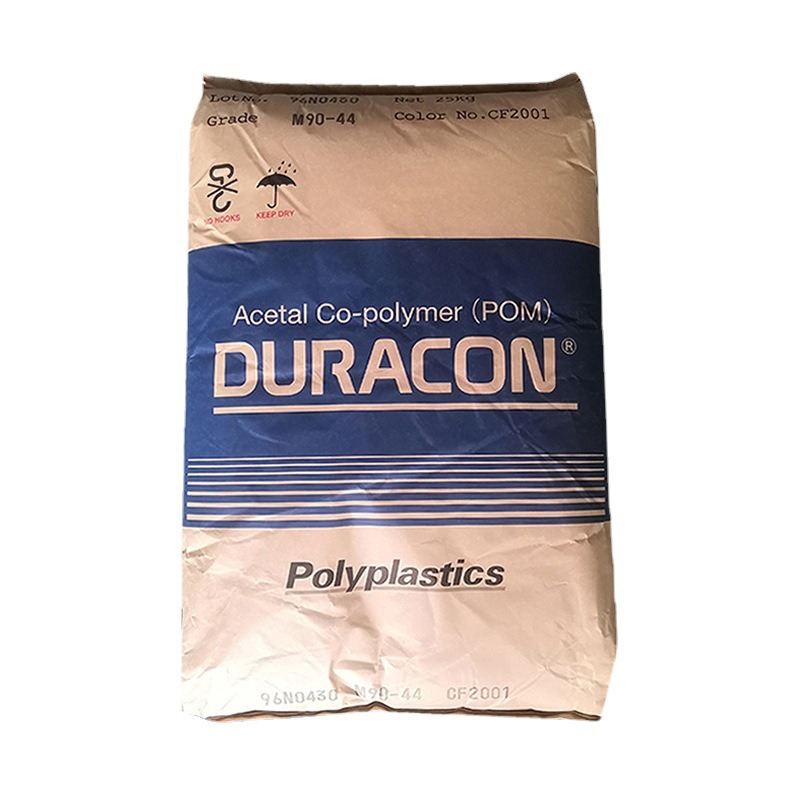 Lot No. 96N0430 Net 25Kg
Grade M90-44 Color No.CF2001
NO HOOKS KEEP DRY
Acetal Co-polymer (POM)
DURACON®
Polyplastics
96N0430 M90-44 CF2001